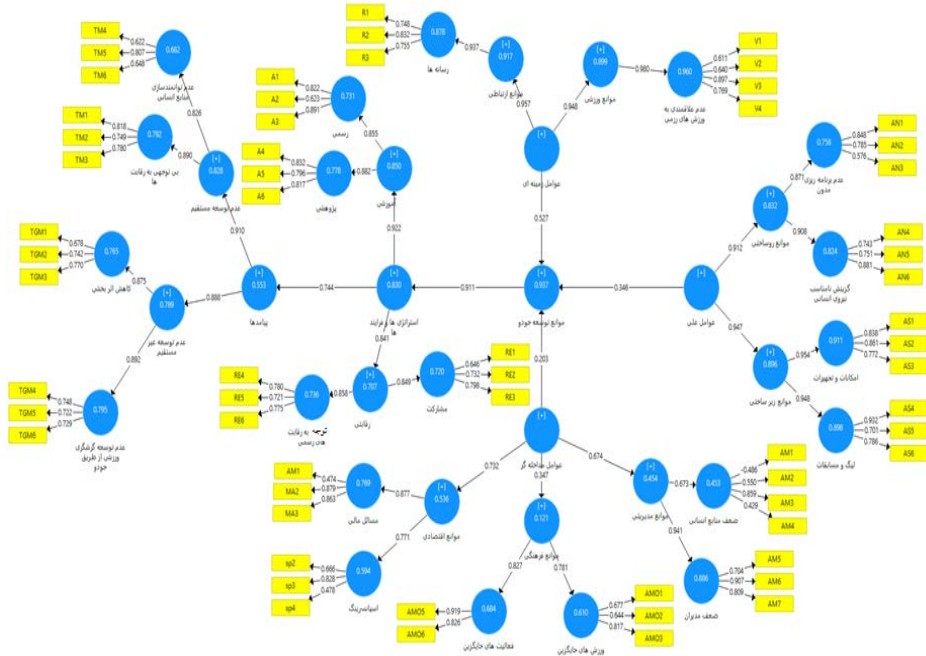 R1
R2
R3
0.748
0.832
0.755
0.878
رسانه ها
0.937
[+]
0.917
موانع ارتباطی
0.957
[+]
0.899
موانع ورزش
0.948
0.980
0.960
عدم علاقمندی به
ورزش های رزمی
V1
V2
V3
V4
0.611
0.640
0.897
0.769
TM4
TM5
TM6
0.622
0.807
0.648
0.682
عدم توانمندسازی
منابع انسانی
0.826
TM1
TM2
TM3
0.818
0.749
0.780
0.792
بی توجهی به رقابت
ها
0.890
[+]
0.828
عدم توسعه مستقیم
0.910
A1
A2
A3
0.822
0.623
0.891
0.731
رسمی
0.855
A4
A5
A6
0.832
0.796
0.817
0.778
پژوهشی
0.882
[+]
0.850
آموزشی
0.922
[+]
عوامل زمینه ای
0.527
AN1
AN2
AN3
0.848
0.785
0.576
0.758
عدم برنامه ریزی
مدون
0.871
[+]
0.832
موانع روساختی
0.908
0.824
گزینش نامناسب
نیروی انسانی
AN4
AN5
AN6
0.743
0.751
0.881
0.912
TGM1
TGM2
TGM3
0.678
0.742
0.770
0.765
کاهش اثر بخشی
0.875
[+]
0.789
عدم توسعه غیر
مستقیم
0.888
[+]
0.553
پیامدها
0.744
[+]
0.830
استراتژی ها و فرایند
ها
0.911
0.937
موانع توسعه جودو
0.346
[+]
عوامل علی
0.947
[+]
0.896
موانع زیر ساختی
0.954
0.911
امکانات و تجهیزات
AS1
AS2
AS3
0.838
0.861
0.772
0.948
0.898
لیگ و مسابقات
AS4
AS5
AS6
0.932
0.701
0.786
0.892
TGM4
TGM5
TGM6
0.748
0.722
0.729
0.795
عدم توسعه گرشگری
ورزش از طریق
جودو
0.841
RE4
RE5
RE6
0.780
0.721
0.775
0.736
توجه به رقابت
های رسمی
0.858
[+]
0.707
رقابتی
0.849
0.720
مشارکت
RE1
RE2
RE3
0.646
0.732
0.796
0.203
[+]
عوامل مداخله گر
0.732
0.347
0.674
AM1
MA2
MA3
0.474
0.879
0.863
0.769
مسائل مالی
0.877
[+]
0.536
موانع اقتصادی
0.771
sp2
sp3
sp4
0.666
0.828
0.478
0.594
اسپانسرینگ
[+]
0.121
موانع فرهنگی
0.827
0.781
AMO5
AMO6
0.919
0.826
0.684
فعالیت های جایگزین
0.610
ورزش های جایگزین
AMO1
AMO2
AMO3
0.677
0.644
0.817
[+]
0.454
موانع مدیریتی
0.673
0.453
ضعف منابع انسانی
AM1
AM2
AM3
AM4
-0.486
0.550
0.859
0.429
0.941
0.886
ضعف مدیران
AM5
AM6
AM7
0.704
0.907
0.809